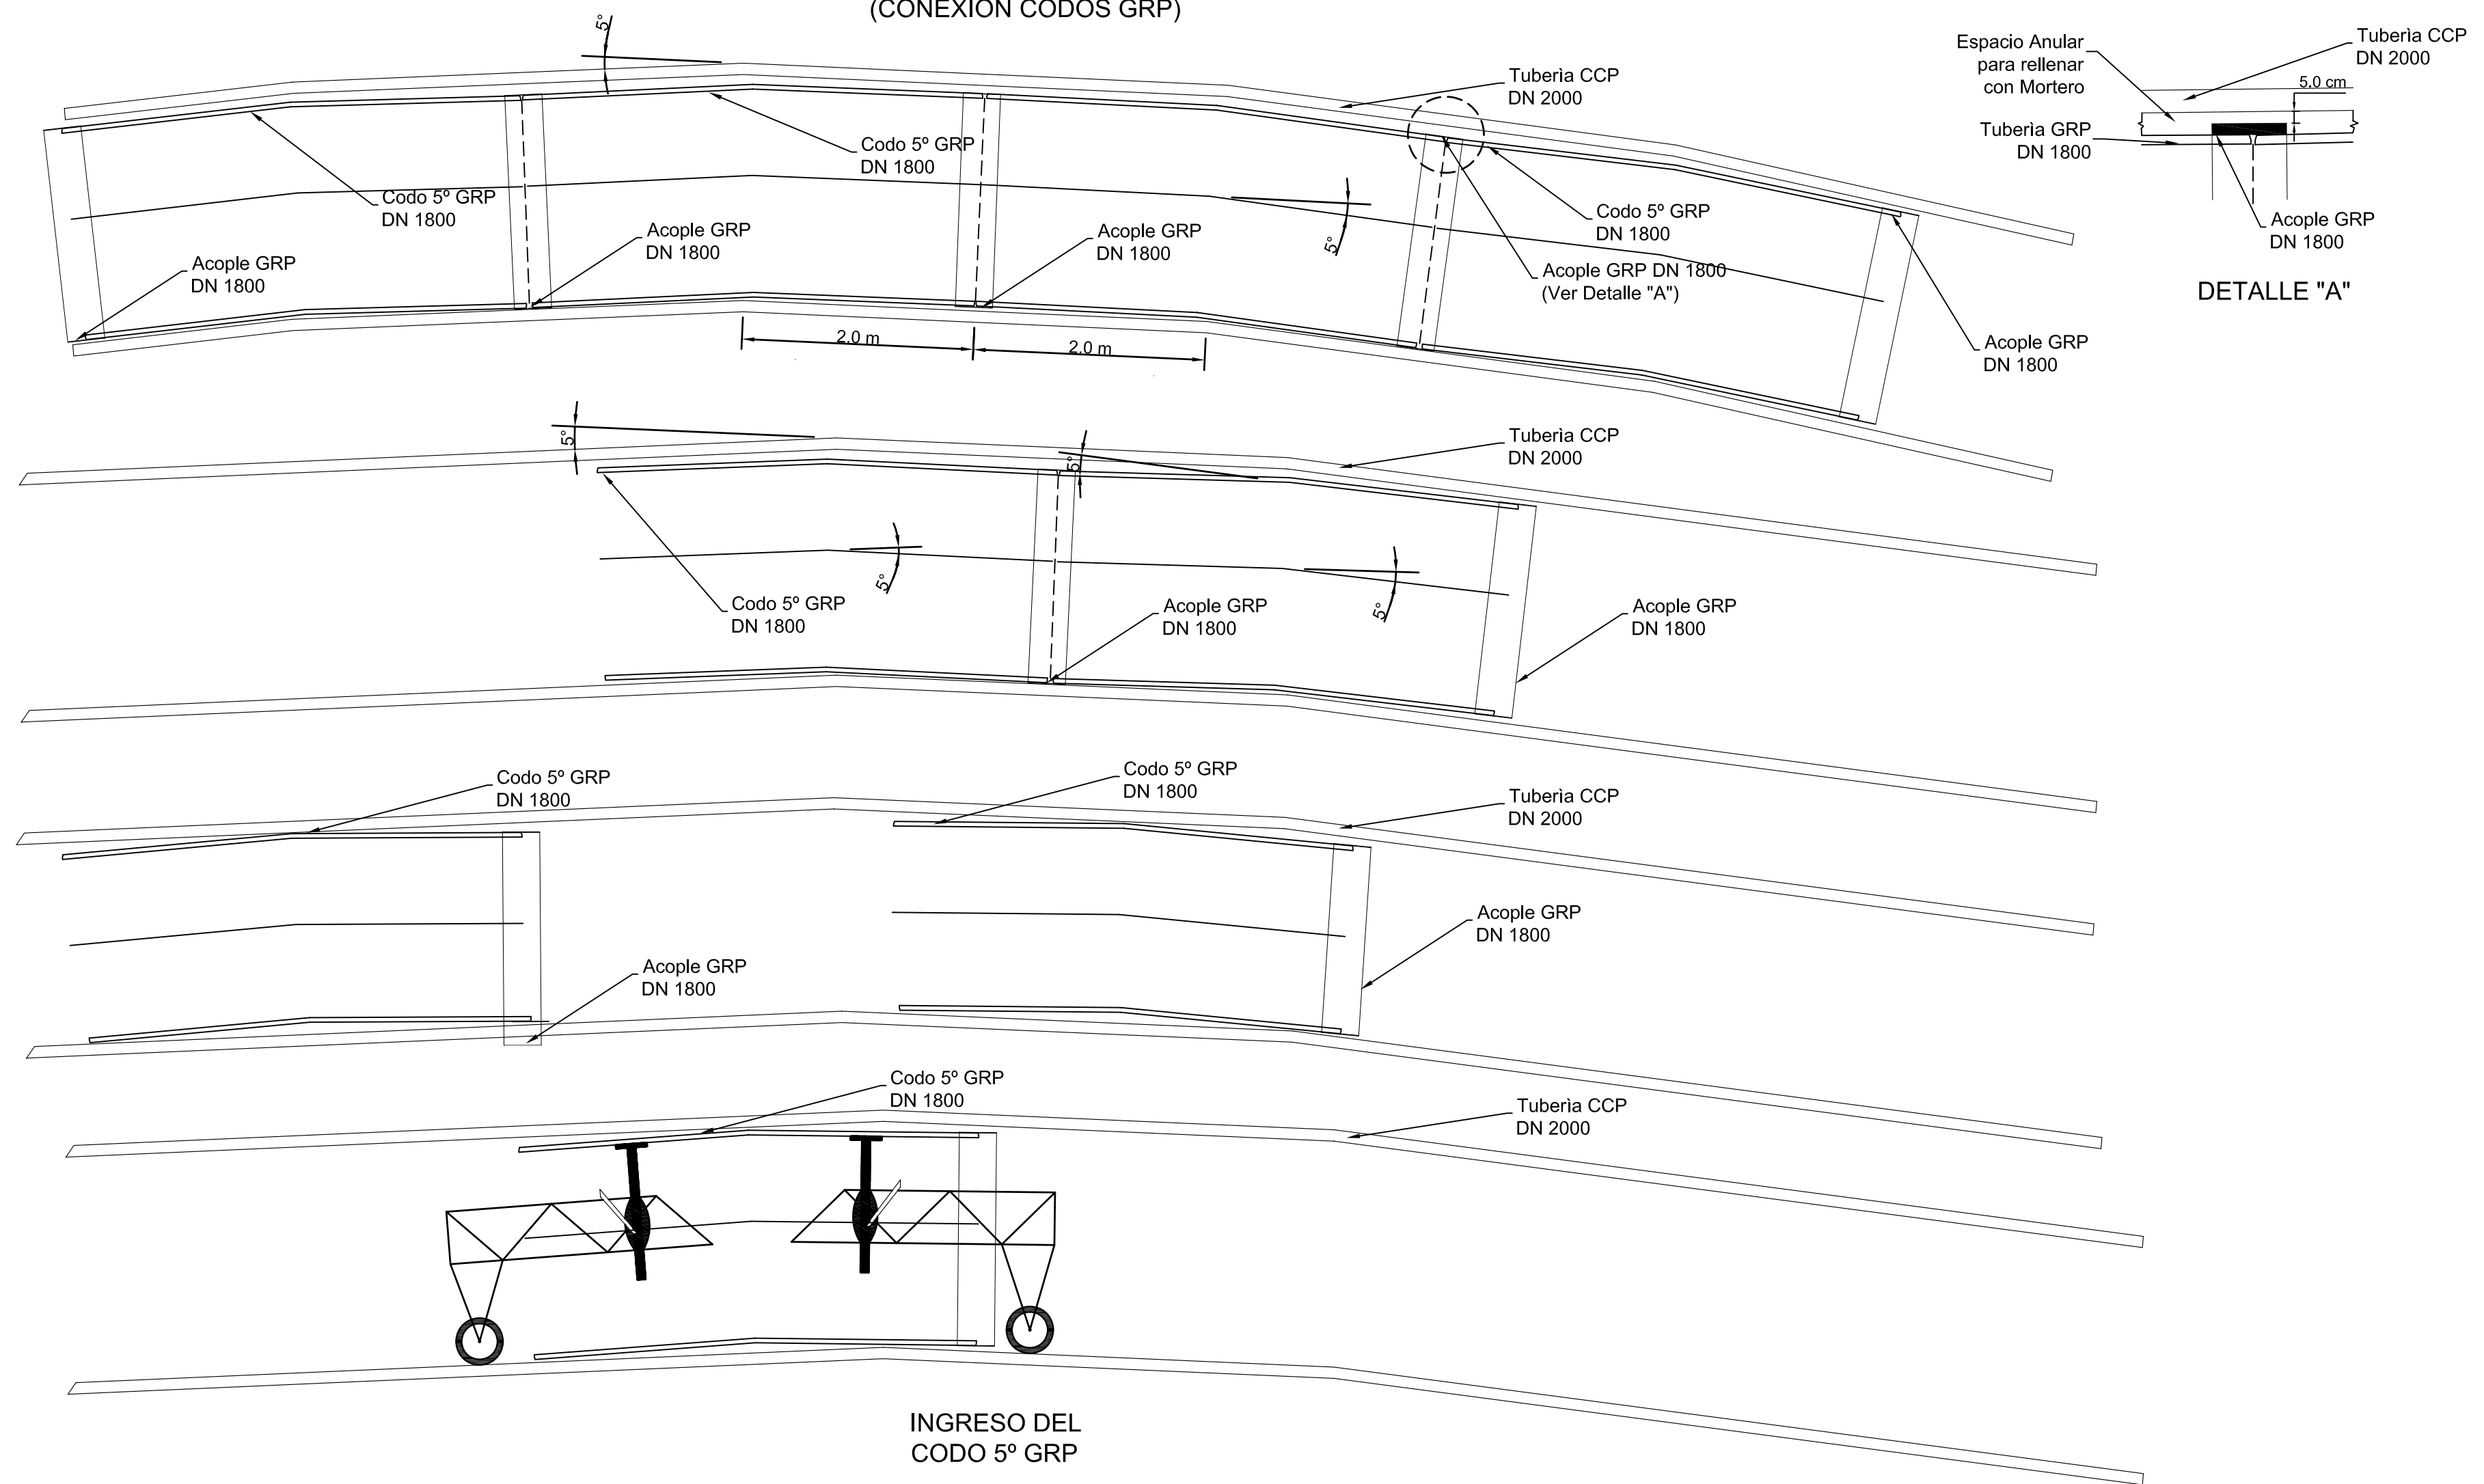 (CONEXIÓN CODOS GRP)
5°
Tubería CCP
DN 2000
Codo 5º GRP
DN 1800
Codo 5º GRP
DN 1800
Codo 5º GRP
DN 1800
Acople GRP
DN 1800
Acople GRP
DN 1800
Acople GRP
DN 1800
5°
Acople GRP DN 1800
(Ver Detalle "A")
Acople GRP
DN 1800
2.0 m
2.0 m
Espacio Anular
para rellenar
con Mortero
Tuberìa CCP
DN 2000
5.0 cm
Tuberìa GRP
DN 1800
Acople GRP
DN 1800
DETALLE "A"
5°
5°
Tuberìa CCP
DN 2000
5°
5°
Codo 5º GRP
DN 1800
Acople GRP
DN 1800
Acople GRP
DN 1800
Codo 5º GRP
DN 1800
Codo 5º GRP
DN 1800
Tuberìa CCP
DN 2000
Acople GRP
DN 1800
Acople GRP
DN 1800
Codo 5º GRP
DN 1800
Tuberìa CCP
DN 2000
INGRESO DEL
CODO 5º GRP